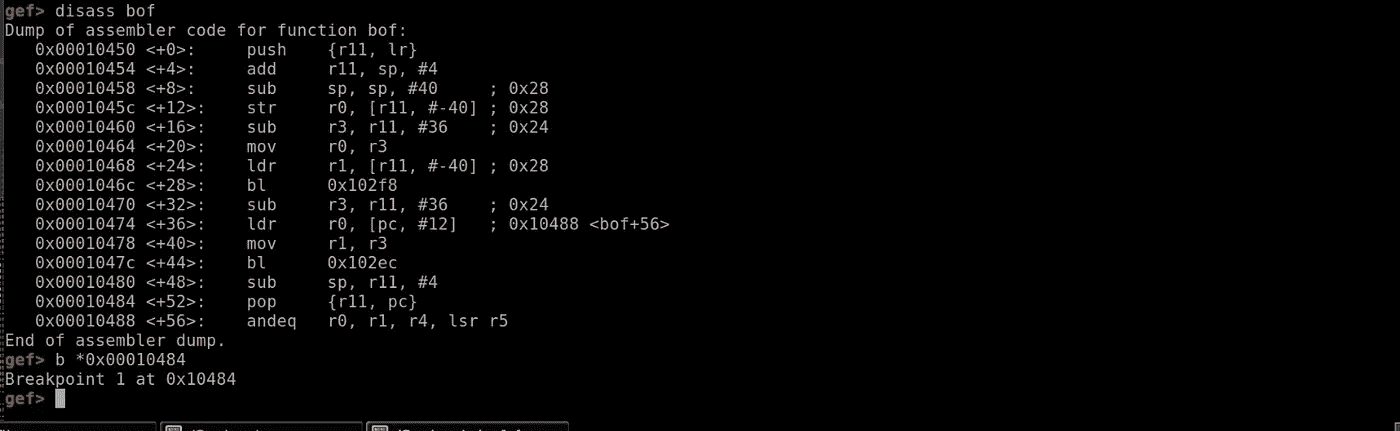 gef> disass bof
Dump of assembler code for function bof:
0x00010450 <+0>: push {r11, lr}
0x00010454 <+4>: add r11, sp, #4
0x00010458 <+8>: sub sp, sp, #40 ; 0x28
0x0001045c <+12>: str r0, [r11, #-40] ; 0x28
0x00010460 <+16>: sub r3, r11, #36 ; 0x24
0x00010464 <+20>: mov r0, r3
0x00010468 <+24>: ldr r1, [r11, #-40] ; 0x28
0x0001046c <+28>: bl 0x102f8
0x00010470 <+32>: sub r3, r11, #36 ; 0x24
0x00010474 <+36>: ldr r0, [pc, #12] ; 0x10488 <bof+56>
0x00010478 <+40>: mov r1, r3
0x0001047c <+44>: bl 0x102ec
0x00010480 <+48>: sub sp, r11, #4
0x00010484 <+52>: pop {r11, pc}
0x00010488 <+56>: andeq r0, r1, r4, lsr r5
End of assembler dump.
gef> b *0x00010484
Breakpoint 1 at 0x10484
gef>